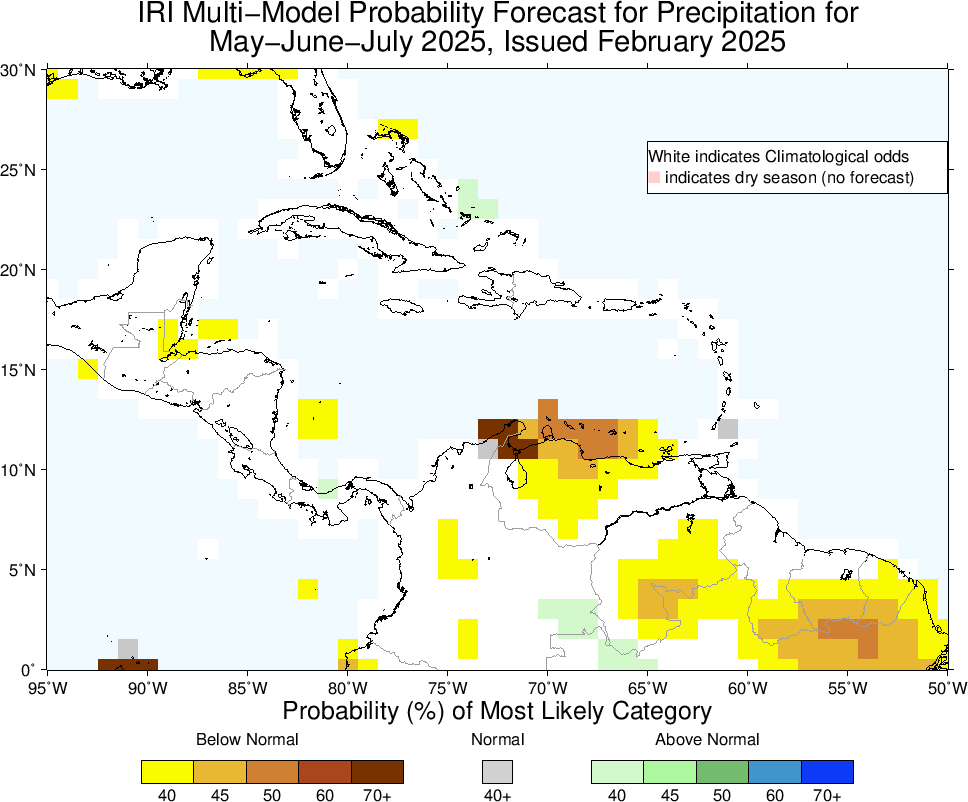 IRI Multi−Model Probability Forecast for Precipitation for
May−June−July 2025, Issued February 2025
30˚N
25˚N
20˚N
15˚N
10˚N
5˚N
0˚
White indicates Climatological odds
indicates dry season (no forecast)
95˚W 90˚W 85˚W 80˚W 75˚W 70˚W 65˚W 60˚W 55˚W 50˚W
Probability (%) of Most Likely Category
Below Normal Normal Above Normal
40 45 50 60 70+ 40+ 40 45 50 60 70+